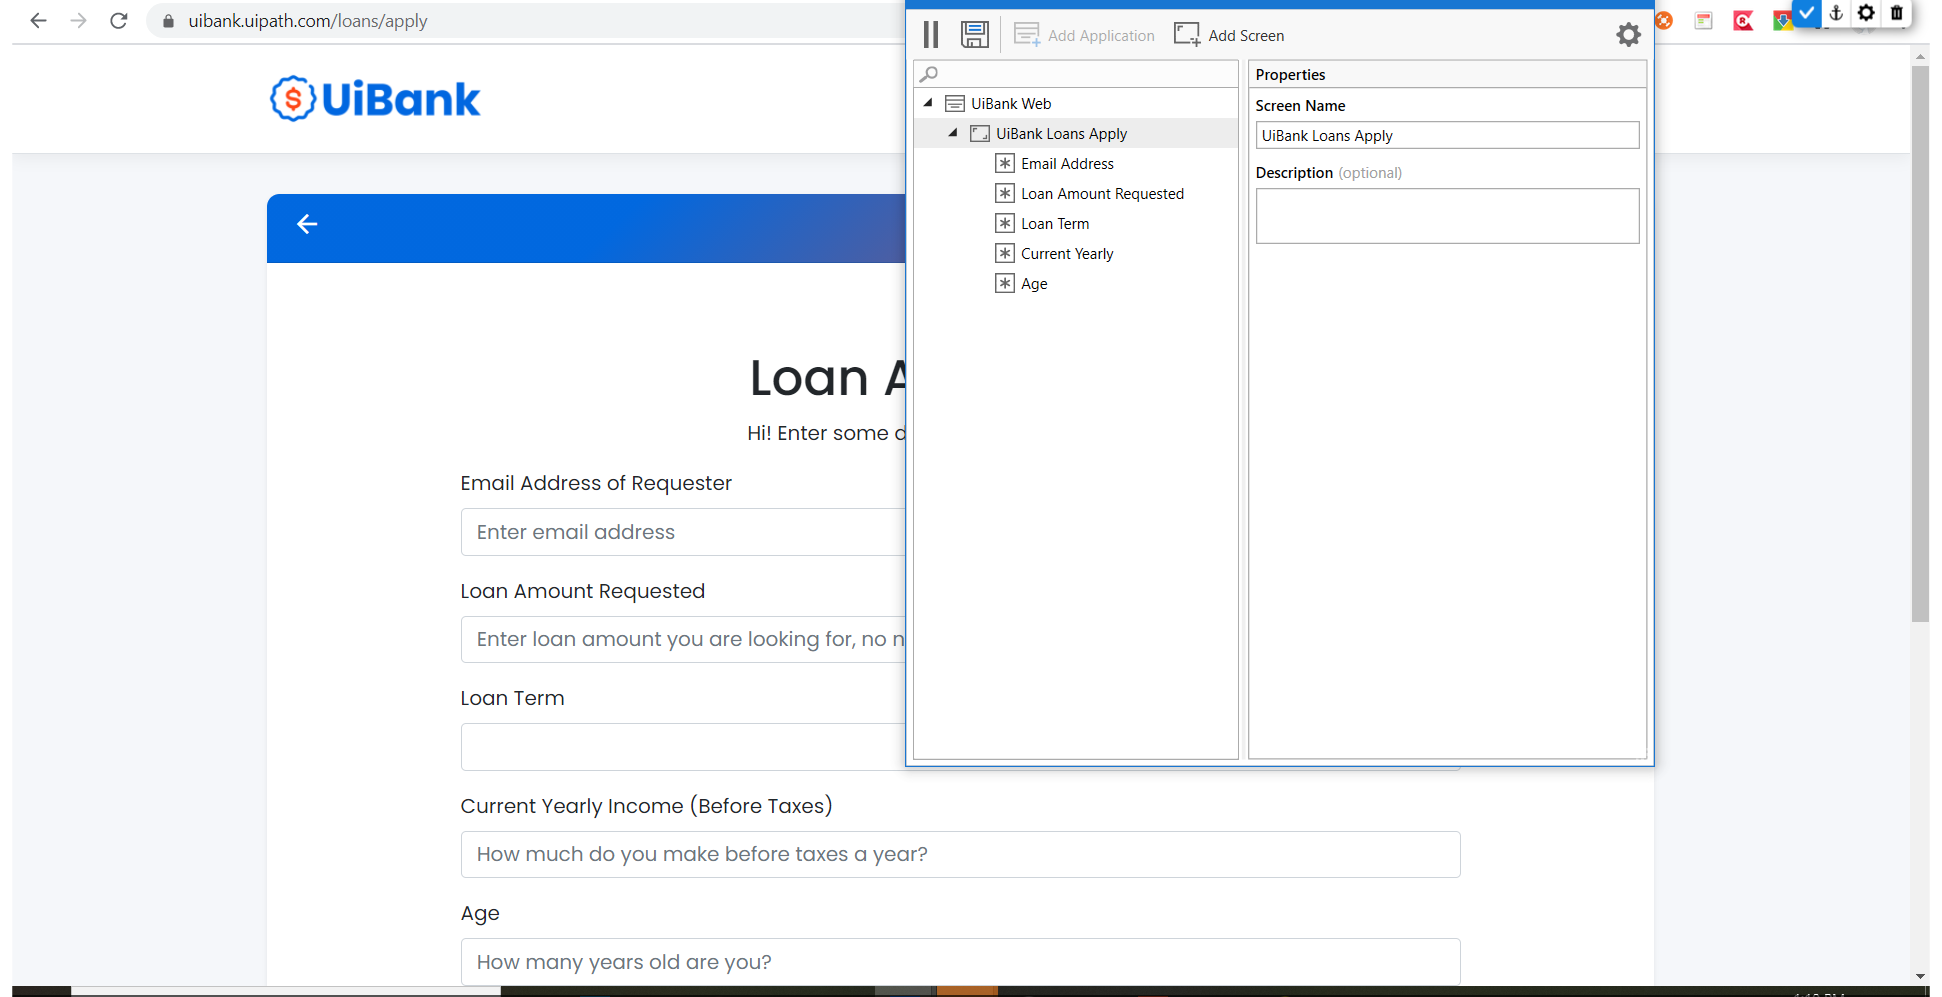 uibank.uipath.com/loans/apply
Add Application
Add Screen
UiBank
UiBank Web
UiBank Loans Apply
Email Address
Loan Amount Requested
Loan Term
Current Yearly
Age
Properties
Screen Name
UiBank Loans Apply
Description (optional)
Loan A
Hi! Enter some d
Email Address of Requester
Enter email address
Loan Amount Requested
Enter loan amount you are looking for, no n
Loan Term
Current Yearly Income (Before Taxes)
How much do you make before taxes a year?
Age
How many years old are you?